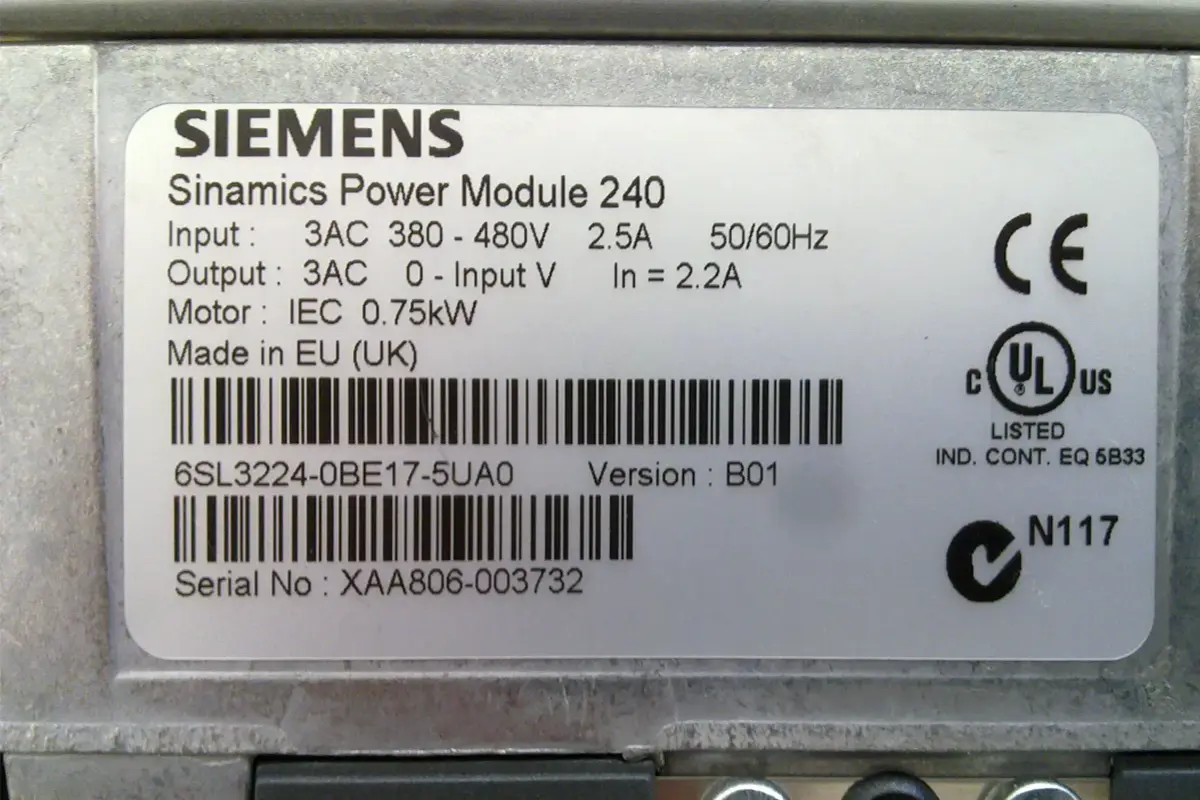 SIEMENS
Sinamics Power Module 240
Input : 3AC 380 - 480V 2.5A 50/60Hz
Output : 3AC 0 - Input V In = 2.2A
Motor : IEC 0.75kW
Made in EU (UK)
6SL3224-0BE17-5UA0 Version : B01
Serial No : XAA806-003732
CE
C UL ® US
LISTED
IND. CONT. EQ 5B33
N117